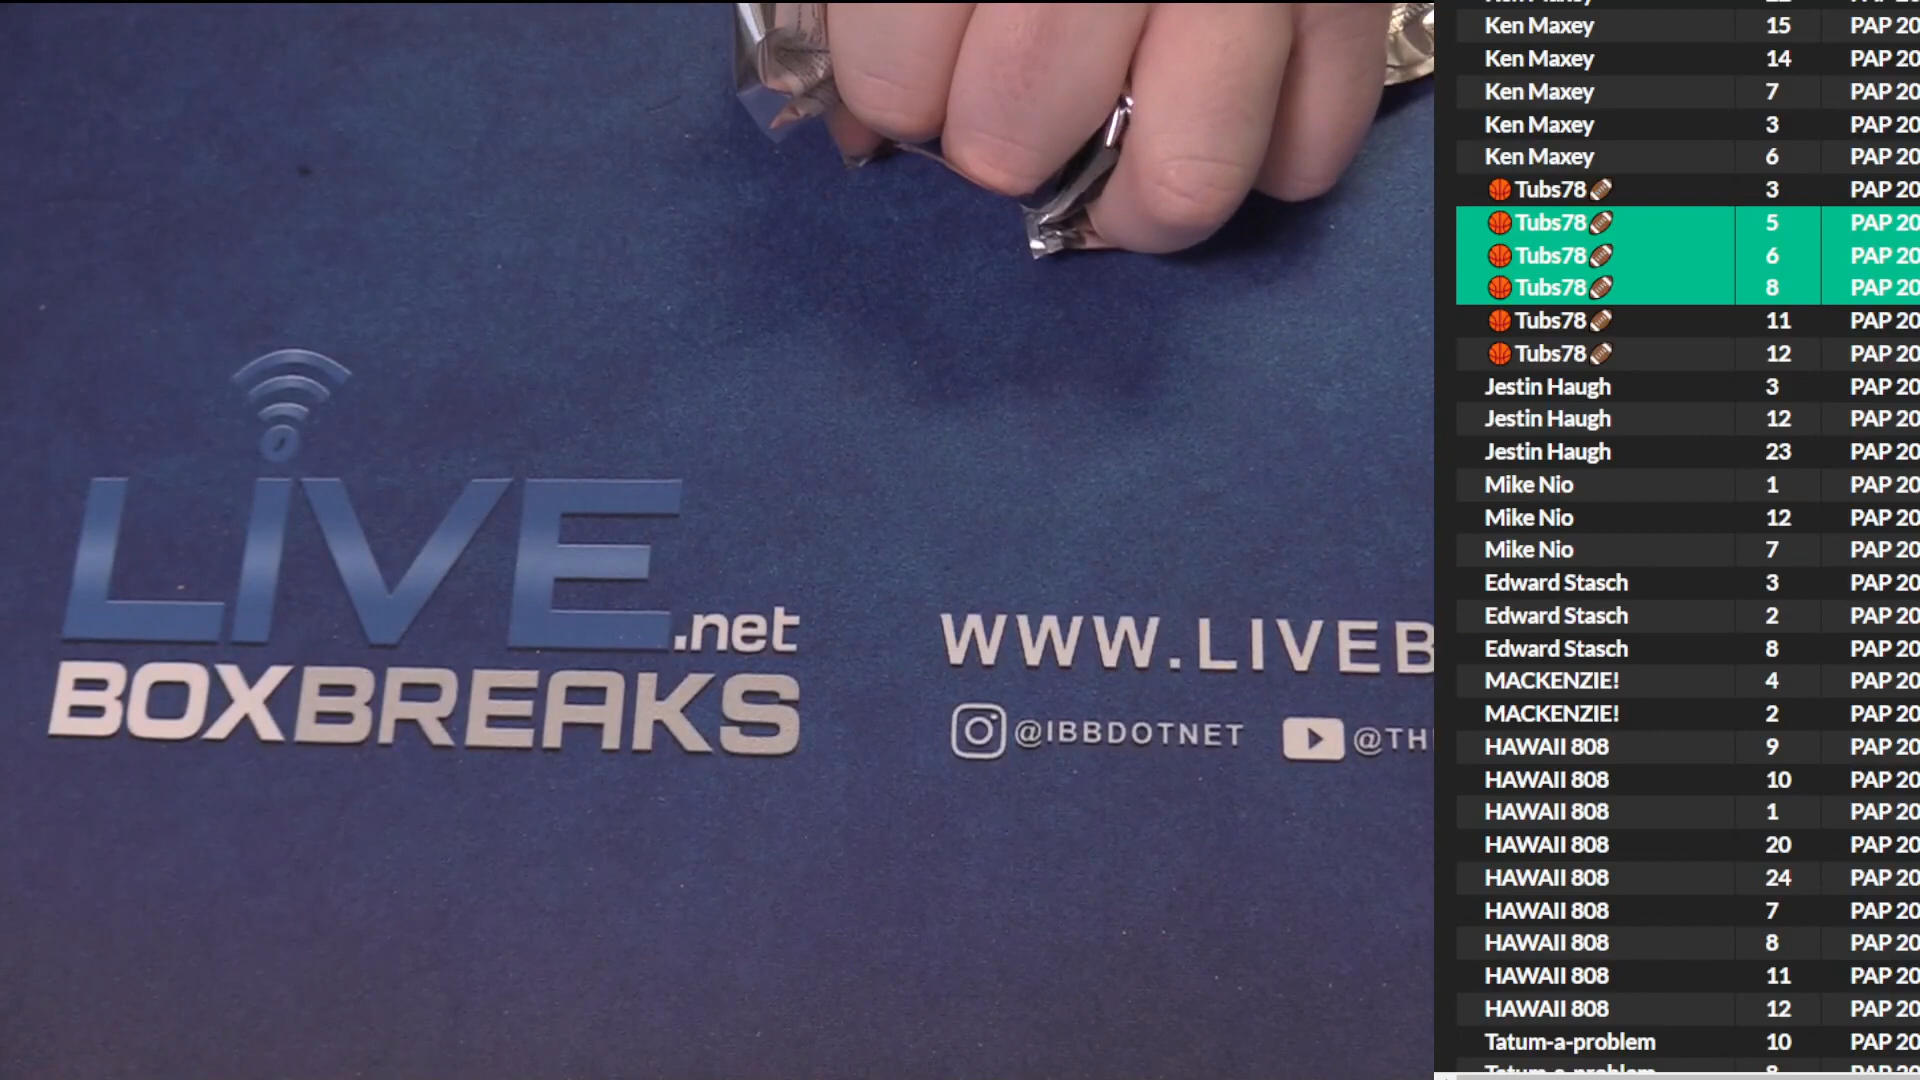 LIVE.net
BOXBREAKS
WWW.LIVEB
@IBBDOTNET
@TH
Ken Maxey 15 PAP 20
Ken Maxey 14 PAP 20
Ken Maxey 7 PAP 20
Ken Maxey 3 PAP 20
Ken Maxey 6 PAP 20
🏀Tubs78🏈 3 PAP 20
🏀Tubs78🏈 5 PAP 20
🏀Tubs78🏈 6 PAP 20
🏀Tubs78🏈 8 PAP 20
🏀Tubs78🏈 11 PAP 20
🏀Tubs78🏈 12 PAP 20
Jestin Haugh 3 PAP 20
Jestin Haugh 12 PAP 20
Jestin Haugh 23 PAP 20
Mike Nio 1 PAP 20
Mike Nio 12 PAP 20
Mike Nio 7 PAP 20
Edward Stasch 3 PAP 20
Edward Stasch 2 PAP 20
Edward Stasch 8 PAP 20
MACKENZIE! 4 PAP 20
MACKENZIE! 2 PAP 20
HAWAII 808 9 PAP 20
HAWAII 808 10 PAP 20
HAWAII 808 1 PAP 20
HAWAII 808 20 PAP 20
HAWAII 808 24 PAP 20
HAWAII 808 7 PAP 20
HAWAII 808 8 PAP 20
HAWAII 808 11 PAP 20
HAWAII 808 12 PAP 20
Tatum-a-problem 10 PAP 20